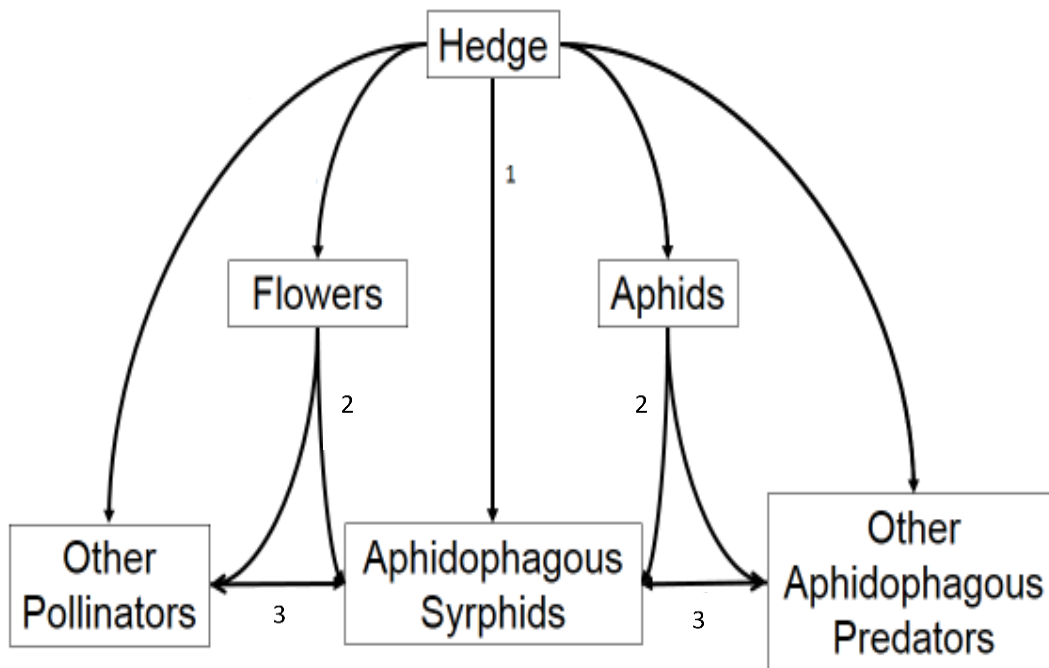 Hedge
1
Flowers
Aphids
2
2
Other
Pollinators
Aphidophagous
Syrphids
Other
Aphidophagous
Predators
3
3